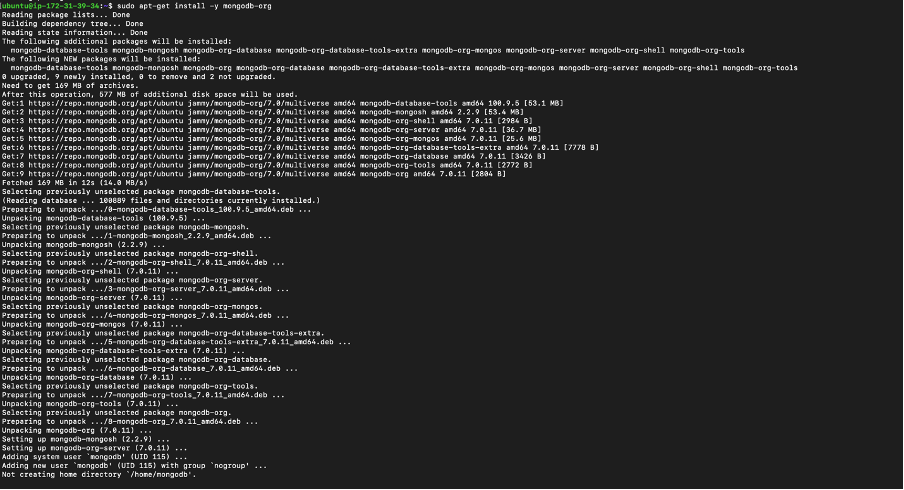 ubuntu@ip-172-31-39-34:~$ sudo apt-get install -y mongodb-org
Reading package lists... Done
Building dependency tree... Done
Reading state information... Done
The following additional packages will be installed:
  mongodb-database-tools mongodb-mongosh mongodb-org-database mongodb-org-database-tools-extra mongodb-org-mongos mongodb-org-server mongodb-org-shell mongodb-org-tools
The following NEW packages will be installed:
  mongodb-database-tools mongodb-mongosh mongodb-org mongodb-org-database mongodb-org-database-tools-extra mongodb-org-mongos mongodb-org-server mongodb-org-shell mongodb-org-tools
0 upgraded, 9 newly installed, 0 to remove and 2 not upgraded.
Need to get 169 MB of archives.
After this operation, 577 MB of additional disk space will be used.
Get:1 https://repo.mongodb.org/apt/ubuntu jammy/mongodb-org/7.0/multiverse amd64 mongodb-database-tools amd64 100.9.5 [53.1 MB]
Get:2 https://repo.mongodb.org/apt/ubuntu jammy/mongodb-org/7.0/multiverse amd64 mongodb-mongosh amd64 2.2.9 [53.4 MB]
Get:3 https://repo.mongodb.org/apt/ubuntu jammy/mongodb-org/7.0/multiverse amd64 mongodb-org-shell amd64 7.0.11 [2984 B]
Get:4 https://repo.mongodb.org/apt/ubuntu jammy/mongodb-org/7.0/multiverse amd64 mongodb-org-server amd64 7.0.11 [36.7 MB]
Get:5 https://repo.mongodb.org/apt/ubuntu jammy/mongodb-org/7.0/multiverse amd64 mongodb-org-mongos amd64 7.0.11 [25.6 MB]
Get:6 https://repo.mongodb.org/apt/ubuntu jammy/mongodb-org/7.0/multiverse amd64 mongodb-org-database-tools-extra amd64 7.0.11 [7778 B]
Get:7 https://repo.mongodb.org/apt/ubuntu jammy/mongodb-org/7.0/multiverse amd64 mongodb-org-database amd64 7.0.11 [3426 B]
Get:8 https://repo.mongodb.org/apt/ubuntu jammy/mongodb-org/7.0/multiverse amd64 mongodb-org-tools amd64 7.0.11 [2772 B]
Get:9 https://repo.mongodb.org/apt/ubuntu jammy/mongodb-org/7.0/multiverse amd64 mongodb-org amd64 7.0.11 [2804 B]
Fetched 169 MB in 12s (14.0 MB/s)
Selecting previously unselected package mongodb-database-tools.
(Reading database ... 100889 files and directories currently installed.)
Preparing to unpack .../0-mongodb-database-tools_100.9.5_amd64.deb ...
Unpacking mongodb-database-tools (100.9.5) ...
Selecting previously unselected package mongodb-mongosh.
Preparing to unpack .../1-mongodb-mongosh_2.2.9_amd64.deb ...
Unpacking mongodb-mongosh (2.2.9) ...
Selecting previously unselected package mongodb-org-shell.
Preparing to unpack .../2-mongodb-org-shell_7.0.11_amd64.deb ...
Unpacking mongodb-org-shell (7.0.11) ...
Selecting previously unselected package mongodb-org-server.
Preparing to unpack .../3-mongodb-org-server_7.0.11_amd64.deb ...
Unpacking mongodb-org-server (7.0.11) ...
Selecting previously unselected package mongodb-org-mongos.
Preparing to unpack .../4-mongodb-org-mongos_7.0.11_amd64.deb ...
Unpacking mongodb-org-mongos (7.0.11) ...
Selecting previously unselected package mongodb-org-database-tools-extra.
Preparing to unpack .../5-mongodb-org-database-tools-extra_7.0.11_amd64.deb ...
Unpacking mongodb-org-database-tools-extra (7.0.11) ...
Selecting previously unselected package mongodb-org-database.
Preparing to unpack .../6-mongodb-org-database_7.0.11_amd64.deb ...
Unpacking mongodb-org-database (7.0.11) ...
Selecting previously unselected package mongodb-org-tools.
Preparing to unpack .../7-mongodb-org-tools_7.0.11_amd64.deb ...
Unpacking mongodb-org-tools (7.0.11) ...
Selecting previously unselected package mongodb-org.
Preparing to unpack .../8-mongodb-org_7.0.11_amd64.deb ...
Unpacking mongodb-org (7.0.11) ...
Setting up mongodb-mongosh (2.2.9) ...
Setting up mongodb-org-server (7.0.11) ...
Adding system user `mongodb' (UID 115) ...
Adding new user `mongodb' (UID 115) with group `nogroup' ...
Not creating home directory `/home/mongodb'.